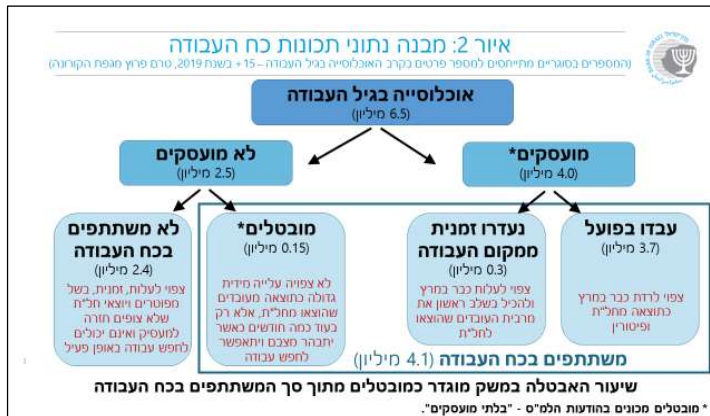 איור 2: מבנה נתוני תכונות כח העבודה
(המספרים בסוגריים מתייחסים למספר פרטים בקרב האוכלוסייה בגיל העבודה – 15+ בשנת 2019, טרם פרוץ מגפת הקורונה)
אוכלוסייה בגיל העבודה
(6.5 מיליון)
מועסקים*
(4.0 מיליון)
לא מועסקים
(2.5 מיליון)
עבדו בפועל
(3.7 מיליון)
צפוי לרדת כבר במרץ
כתוצאה מחל"ת
ופיטורין
נעדרו זמנית
ממקום העבודה
(0.3 מיליון)
צפוי לעלות כבר במרץ
ולהכיל בשלב ראשון את
מרבית העובדים שהוצאו
לחל"ת
מובטלים*
(0.15 מיליון)
לא צפויה עלייה מידית
גדולה כתוצאה מעובדים
שהוצאו מחל"ת, אלא רק
בעוד כמה חודשים כאשר
יתבהר מצבם ויתאפשר
לחפש עבודה
לא משתתפים
בכח העבודה
(2.4 מיליון)
צפוי לעלות, זמנית, בשל
מפוטרים ויוצאי חל"ת
שלא צופים חזרה
למעסיק ואינם יכולים
לחפש עבודה באופן פעיל
משתתפים בכח העבודה (4.1 מיליון)
שיעור האבטלה במשק מוגדר כמובטלים מתוך סך המשתתפים בכח העבודה
* מובטלים מכונים בהודעות הלמ"ס - "בלתי מועסקים".